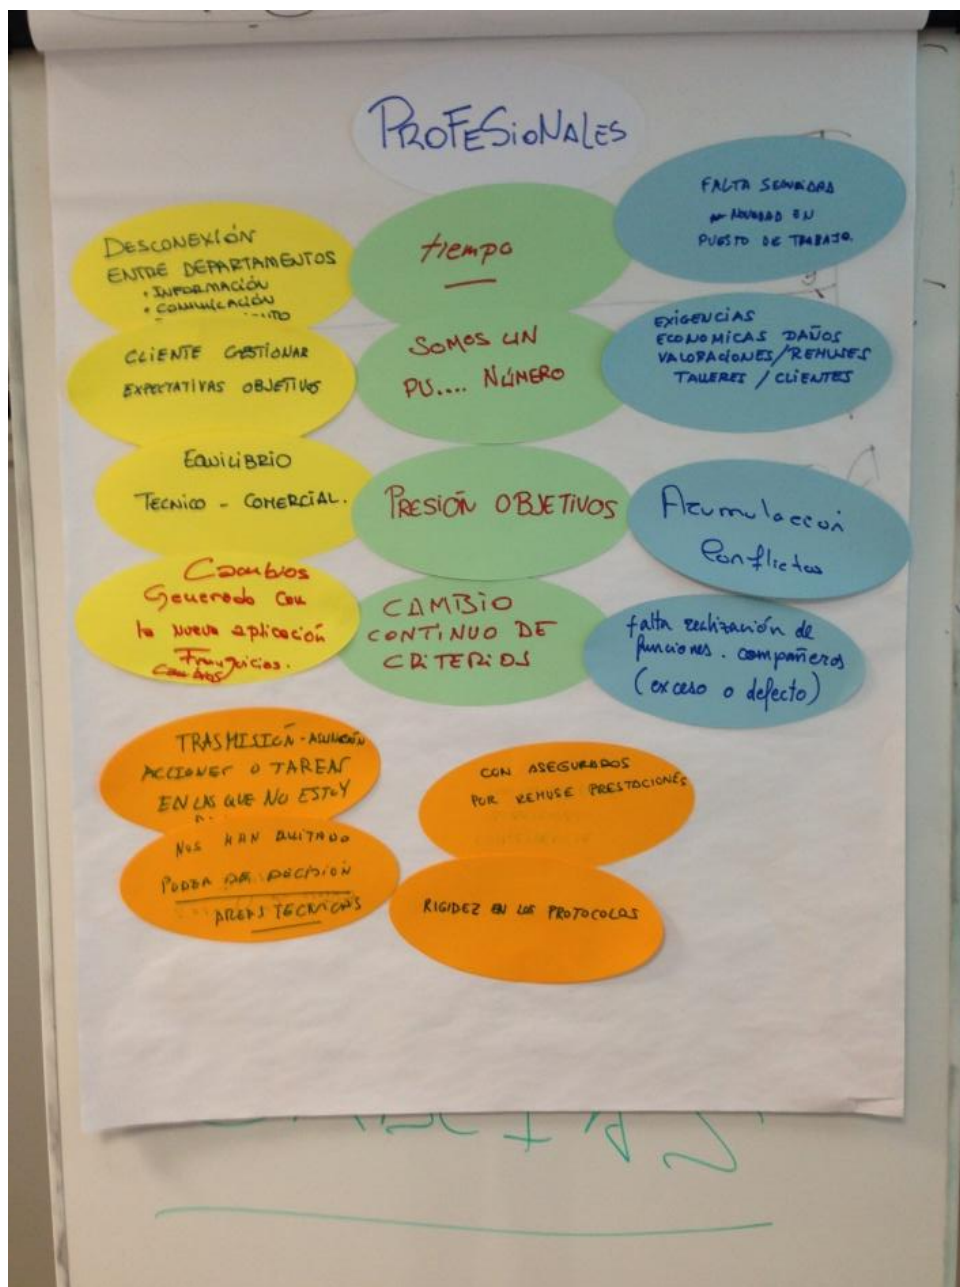 PROFESIONALES
DESCONEXIÓN
ENTRE DEPARTAMENTOS
• INFORMACIÓN
• COMUNICACIÓN
CLIENTE GESTIONAR
EXPECTATIVAS OBJETIVOS
EQUILIBRIO
TECNICO - COMERCIAL.
Cambios
Generado con
la nueva aplicación
Franquicias.
tiempo
SOMOS UN
PU.... NÚMERO
PRESIÓN OBJETIVOS
CAMBIO
CONTINUO DE
CRITERIOS
FALTA SEGURIDAD
NOVEDAD EN
PUESTO DE TRABAJO.
EXIGENCIAS
ECONOMICAS DAÑOS
VALORACIONES/REHUSES
TALLERES / CLIENTES
Acumulacción
Conflictos
falta realización de
funciones. compañeros
(exceso o defecto)
TRASMISIÓN - ASUNCIÓN
ACCIONES O TAREAS
EN LAS QUE NO ESTOY
NOS HAN QUITADO
PODER DE DECISIÓN
AREAS TECNICAS
CON ASEGURADOS
POR REHUSE PRESTACIONES
RIGIDEZ EN LOS PROTOCOLOS